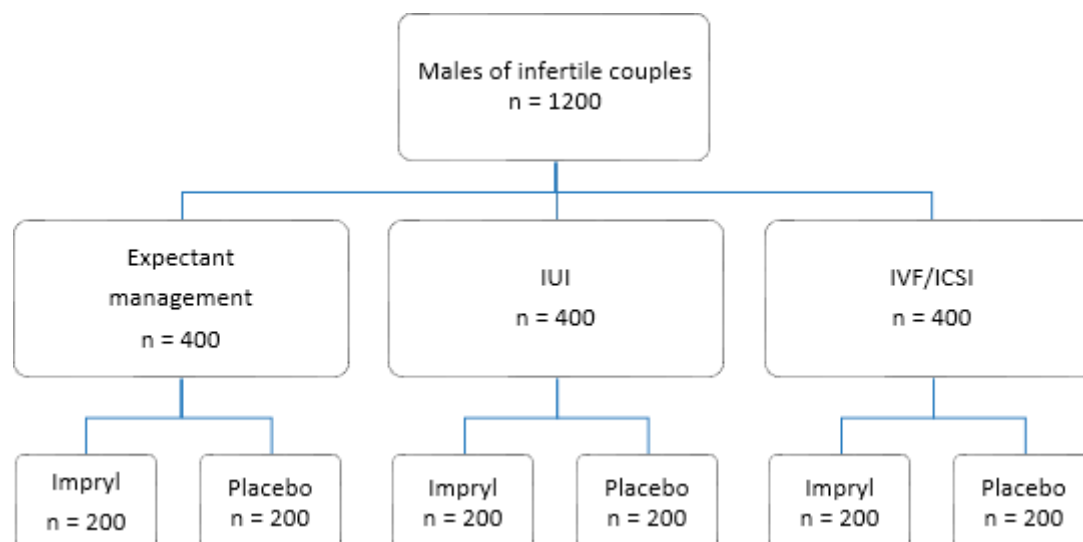 Males of infertile couples
n = 1200
Expectant
management
n = 400
IUI
n = 400
IVF/ICSI
n = 400
Impryl
n = 200
Placebo
n = 200
Impryl
n = 200
Placebo
n = 200
Impryl
n = 200
Placebo
n = 200